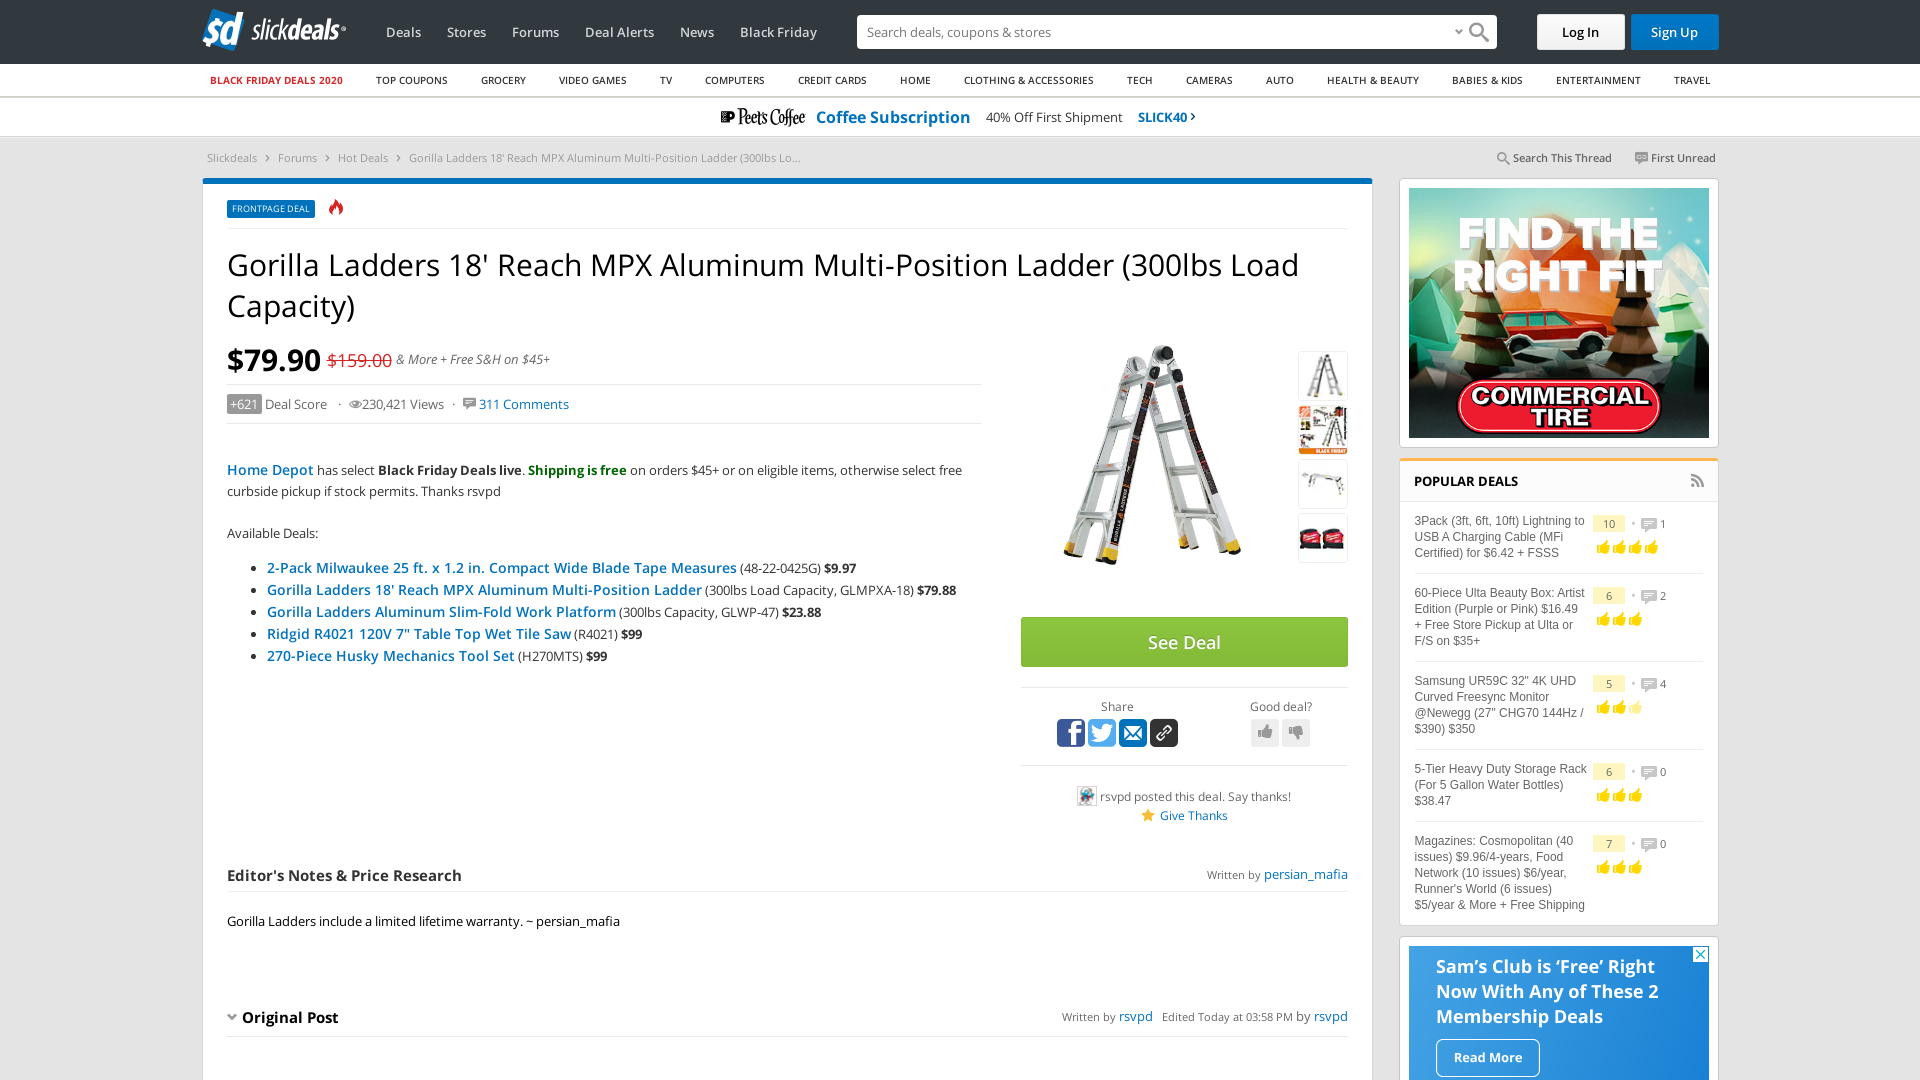 sd slickdeals
Deals
Stores
Forums
Deal Alerts
News
Black Friday
Search deals, coupons & searches
Log In
Sign Up
BLACK FRIDAY DEALS 2020
TOP COUPONS
GROCERY
VIDEO GAMES
TV
COMPUTERS
CREDIT CARDS
HOME
CLOTHING & ACCESSORIES
TECH
CAMERAS
AUTO
HEALTH & BEAUTY
BABIES & KIDS
ENTERTAINMENT
TRAVEL
Peet's Coffee Coffee Subscription 40% Off First Shipment SLICK40 ›
Slickdeals › Forums › Hot Deals › Gorilla Ladders 18' Reach MPX Aluminum Multi-Position Ladder (300lbs Lo...
Search This Thread
First Unread
FRONTPAGE DEAL
Gorilla Ladders 18' Reach MPX Aluminum Multi-Position Ladder (300lbs Load
Capacity)
$79.90 $159.00 & More + Free S&H on $45+
+621 Deal Score · 230,421 Views · 311 Comments
Home Depot has select Black Friday Deals live. Shipping is free on orders $45+ or on eligible items, otherwise select free
curbside pickup if stock permits. Thanks rsvpd
Available Deals:
• 2-Pack Milwaukee 25 ft. x 1.2 in. Compact Wide Blade Tape Measures (48-22-0425G) $9.97
• Gorilla Ladders 18' Reach MPX Aluminum Multi-Position Ladder (300lbs Load Capacity, GLMPXA-18) $79.88
• Gorilla Ladders Aluminum Slim-Fold Work Platform (300lbs Capacity, GLWP-47) $23.88
• Ridgid R4021 120V 7" Table Top Wet Tile Saw (R4021) $99
• 270-Piece Husky Mechanics Tool Set (H270MTS) $99
See Deal
Share
Good deal?
rsvpd posted this deal. Say thanks!
Give Thanks
Editor's Notes & Price Research
Written by persian_mafia
Gorilla Ladders include a limited lifetime warranty. ~ persian_mafia
Original Post
Written by rsvpd Edited Today at 03:58 PM by rsvpd
FIND THE
RIGHT FIT
COMMERCIAL
TIRE
POPULAR DEALS
3Pack (3ft, 6ft, 10ft) Lightning to
USB A Charging Cable (MFi
Certified) for $6.42 + FSSS
10 • 1
60-Piece Ulta Beauty Box: Artist
Edition (Purple or Pink) $16.49
+ Free Store Pickup at Ulta or
F/S on $35+
6 • 2
Samsung UR59C 32" 4K UHD
Curved Freesync Monitor
@Newegg (27" CHG70 144Hz /
$390) $350
5 • 4
5-Tier Heavy Duty Storage Rack
(For 5 Gallon Water Bottles)
$38.47
6 • 0
Magazines: Cosmopolitan (40
issues) $9.96/4-years, Food
Network (10 issues) $6/year,
Runner's World (6 issues)
$5/year & More + Free Shipping
7 • 0
Sam's Club is 'Free' Right
Now With Any of These 2
Membership Deals
Read More